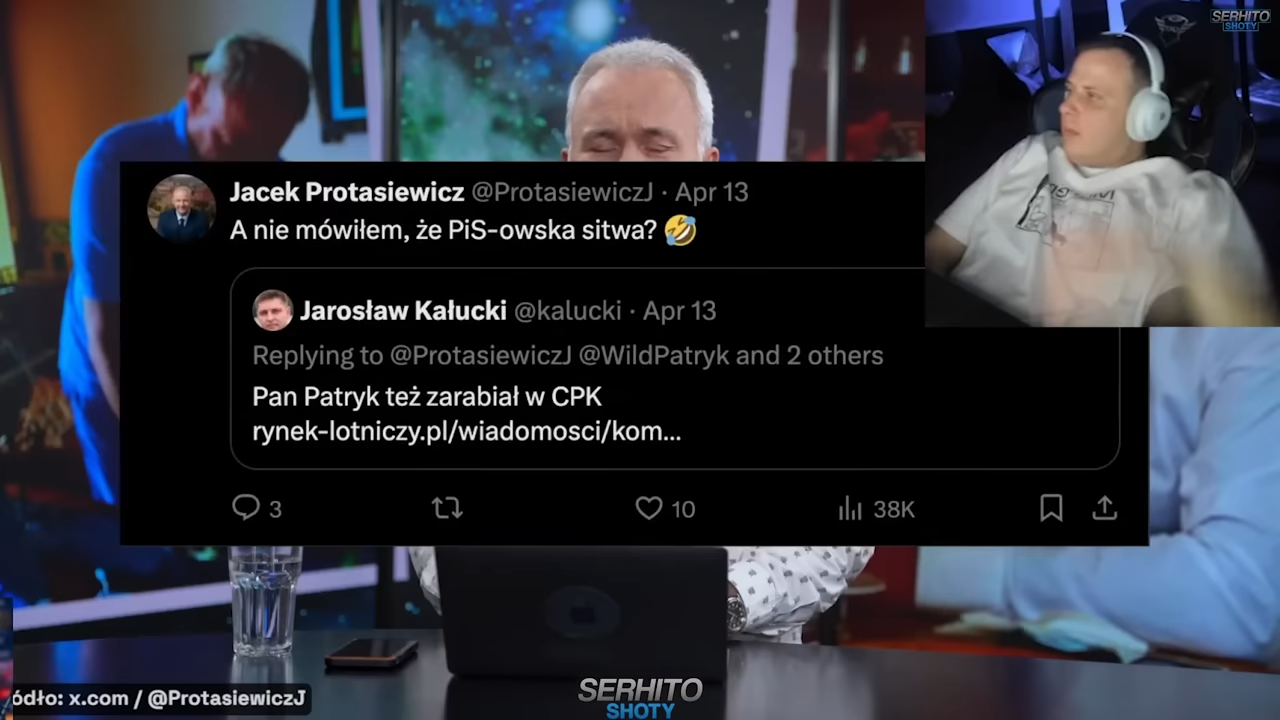 SERHITO
SHOTY
Jacek Protasiewicz @ProtasiewiczJ · Apr 13
A nie mówiłem, że PiS-owska sitwa? 🤣
Jarosław Kałucki @kalucki · Apr 13
Replying to @ProtasiewiczJ @WildPatryk and 2 others
Pan Patryk też zarabiał w CPK
rynek-lotniczy.pl/wiadomosci/kom...
3
10
38K
ódło: x.com / @ProtasiewiczJ
SERHITO
SHOTY